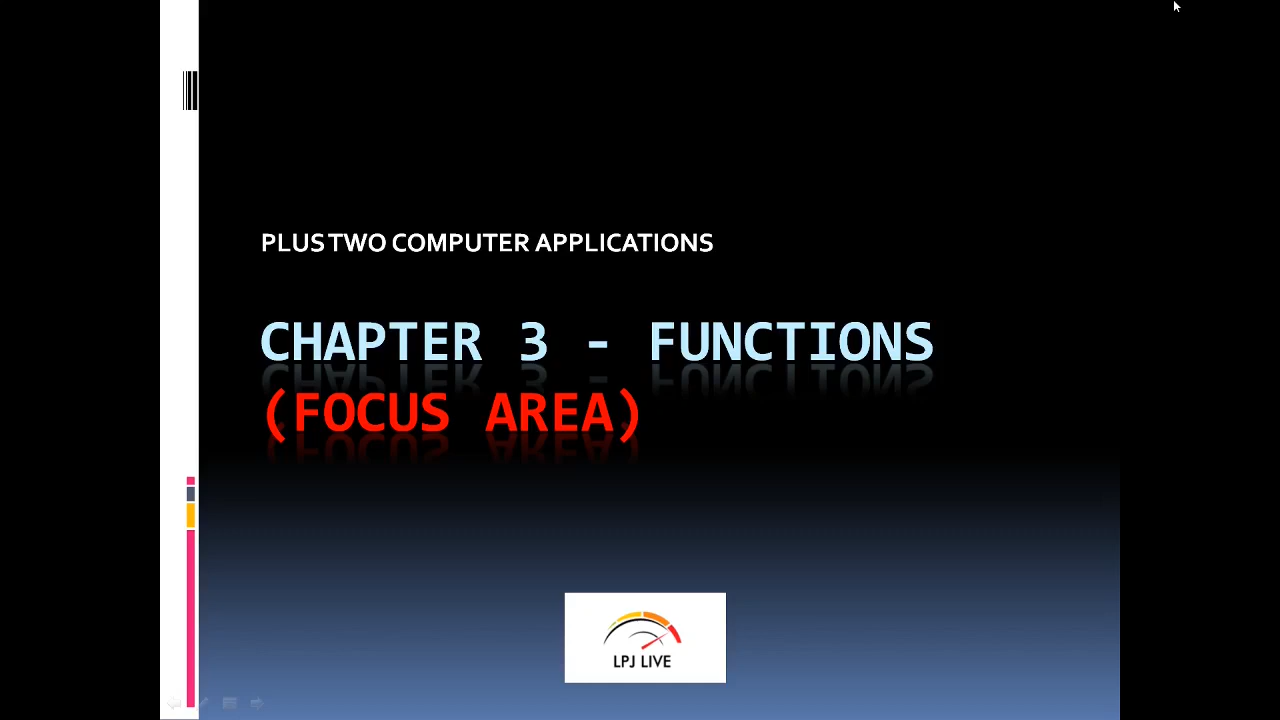 PLUS TWO COMPUTER APPLICATIONS
CHAPTER 3 - FUNCTIONS
(FOCUS AREA)
LPJ LIVE